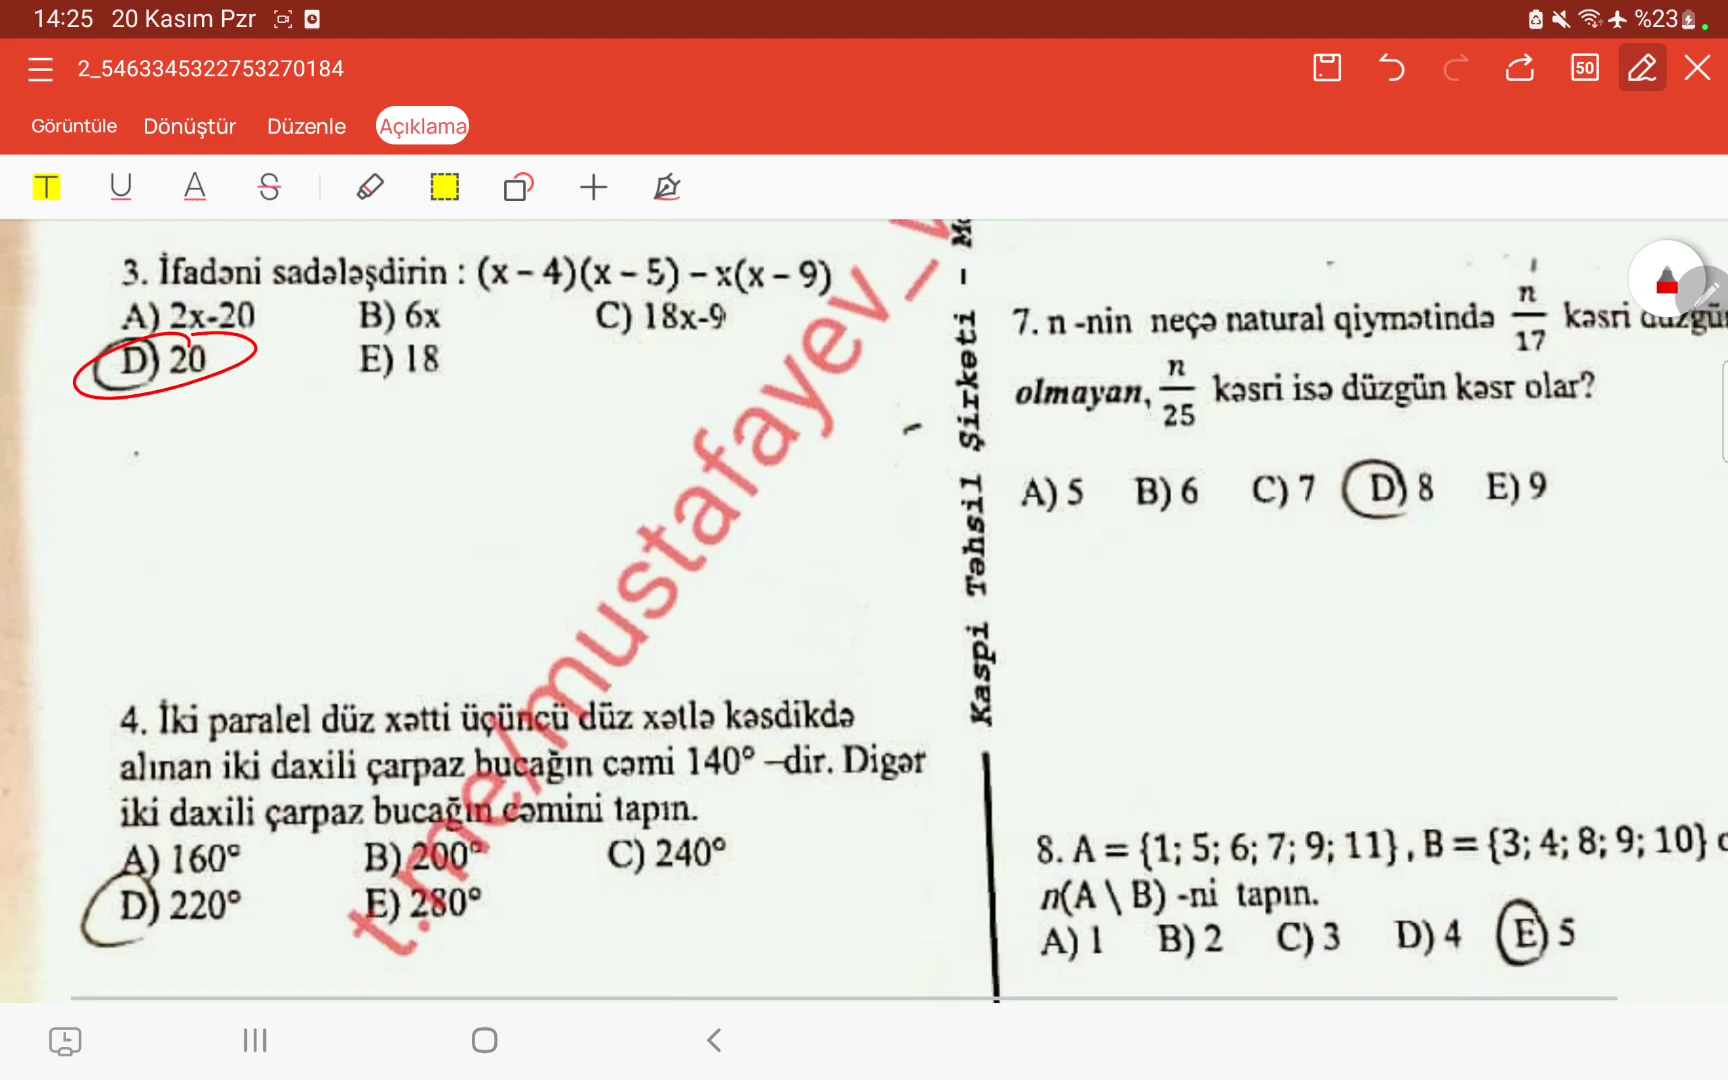 14:25 20 Kasım Pzr
%23
2_5463345322753270184
50
Görüntüle Dönüştür Düzenle Açıklama
3. İfadəni sadələşdirin : (x – 4)(x – 5) – x(x – 9)
A) 2x-20 B) 6x C) 18x-9
D) 20 E) 18
4. İki paralel düz xətti üçüncü düz xətlə kəsdikdə
alınan iki daxili çarpaz bucağın cəmi 140° –dir. Digər
iki daxili çarpaz bucağın cəmini tapın.
A) 160° B) 200° C) 240°
D) 220° E) 280°
t.me/mustafayev_
Kaspi Təhsil Şirketi –
7. n -nin neçə natural qiymətində n/17 kəsri
olmayan, n/25 kəsri isə düzgün kəsr olar?
A) 5 B) 6 C) 7 D) 8 E) 9
8. A = {1; 5; 6; 7; 9; 11} , B = {3; 4; 8; 9; 10}
n(A \ B) -ni tapın.
A) 1 B) 2 C) 3 D) 4 E) 5